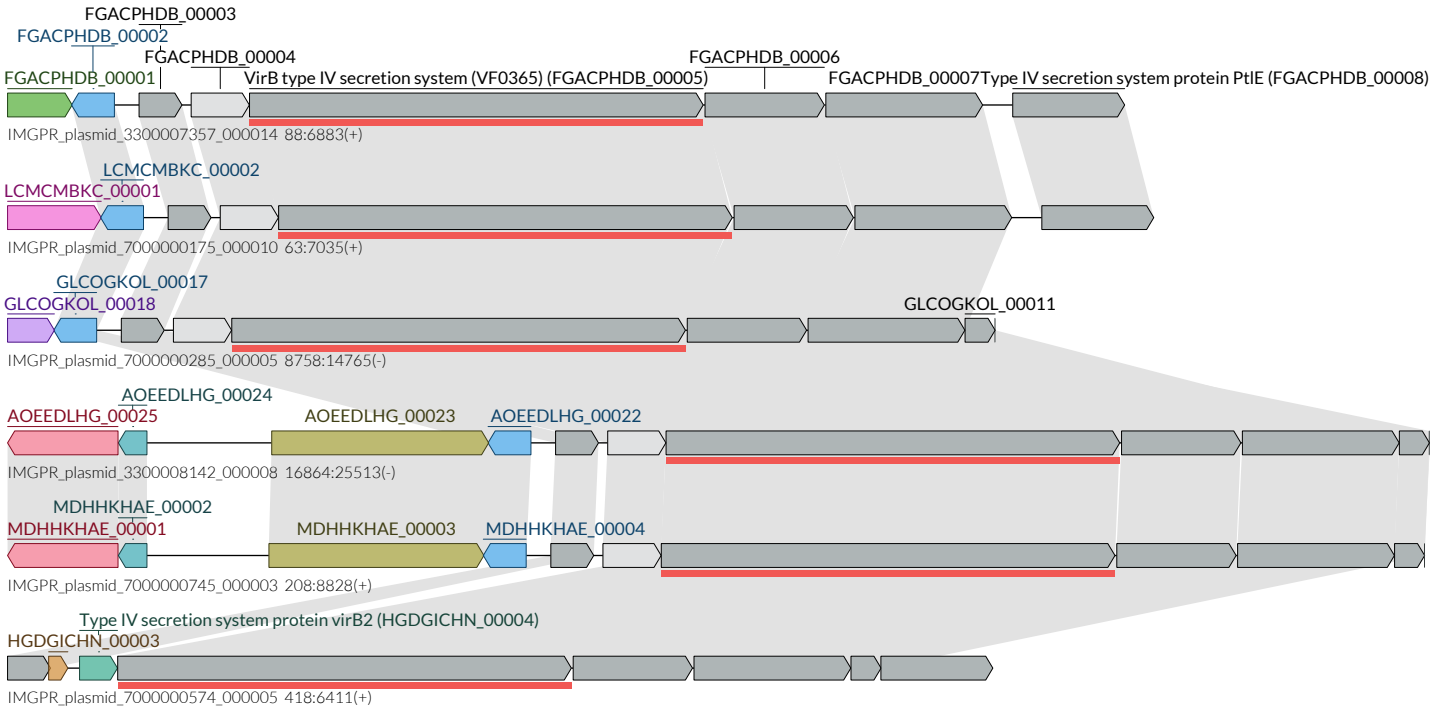 FGACPHDB_00003
FGACPHDB_00002
FGACPHDB_00004 FGACPHDB_00006
FGACPHDB_00001 VirB type IV secretion system (VF0365) (FGACPHDB_00005) FGACPHDB_00007 Type IV secretion system protein PtlE (FGACPHDB_00008)
IMGPR_plasmid_3300007357_000014 88:6883(+)
LCMCMBKC_00002
LCMCMBKC_00001
IMGPR_plasmid_7000000175_000010 63:7035(+)
GLCOGKOL_00017
GLCOGKOL_00018 GLCOGKOL_00011
IMGPR_plasmid_7000000285_000005 8758:14765(-)
AOEEDLHG_00024
AOEEDLHG_00025 AOEEDLHG_00023 AOEEDLHG_00022
IMGPR_plasmid_3300008142_000008 16864:25513(-)
MDHHKHAE_00002
MDHHKHAE_00001 MDHHKHAE_00003 MDHHKHAE_00004
IMGPR_plasmid_7000000745_000003 208:8828(+)
Type IV secretion system protein virB2 (HGDGICHN_00004)
HGDGICHN_00003
IMGPR_plasmid_7000000574_000005 418:6411(+)